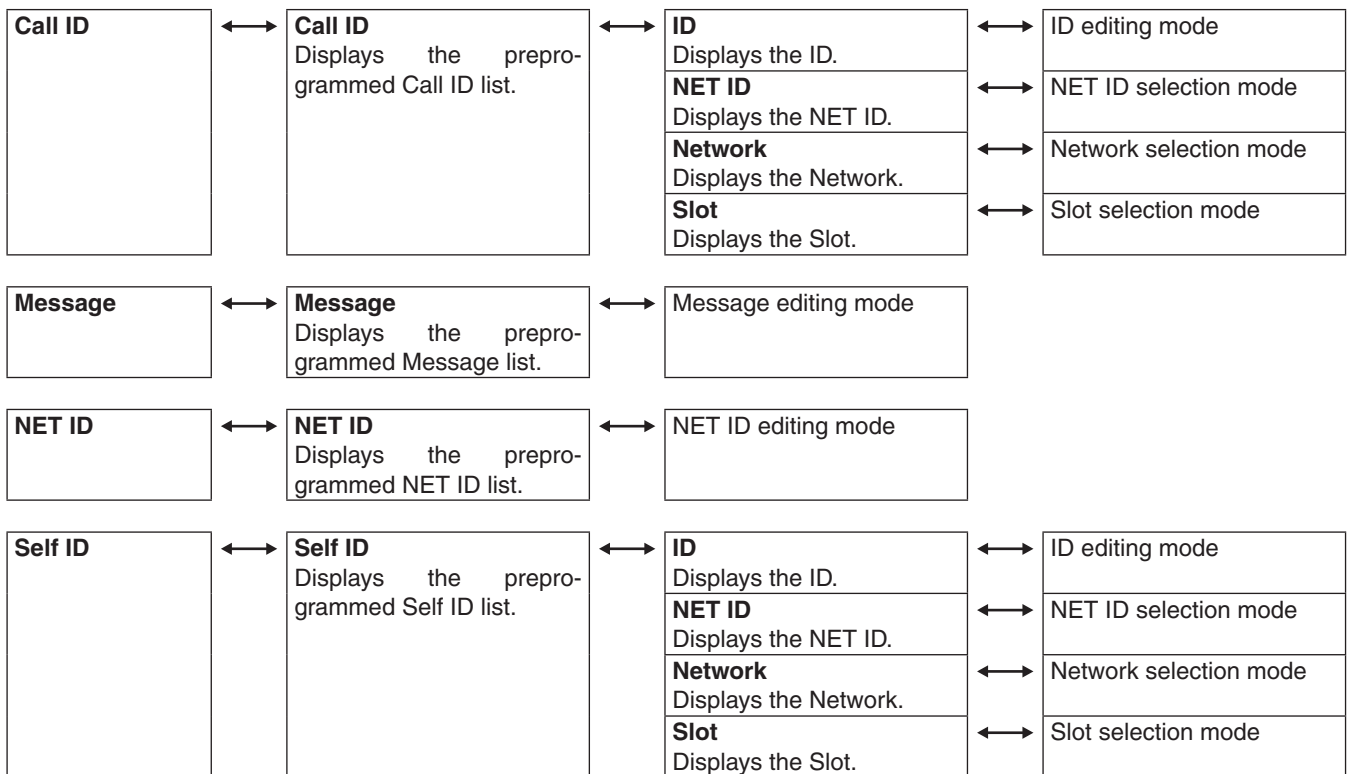 Call ID
Call ID
Displays the prepro-
grammed Call ID list.
ID
Displays the ID.
ID editing mode
NET ID
Displays the NET ID.
NET ID selection mode
Network
Displays the Network.
Network selection mode
Slot
Displays the Slot.
Slot selection mode
Message
Message
Displays the prepro-
grammed Message list.
Message editing mode
NET ID
NET ID
Displays the prepro-
grammed NET ID list.
NET ID editing mode
Self ID
Self ID
Displays the prepro-
grammed Self ID list.
ID
Displays the ID.
ID editing mode
NET ID
Displays the NET ID.
NET ID selection mode
Network
Displays the Network.
Network selection mode
Slot
Displays the Slot.
Slot selection mode